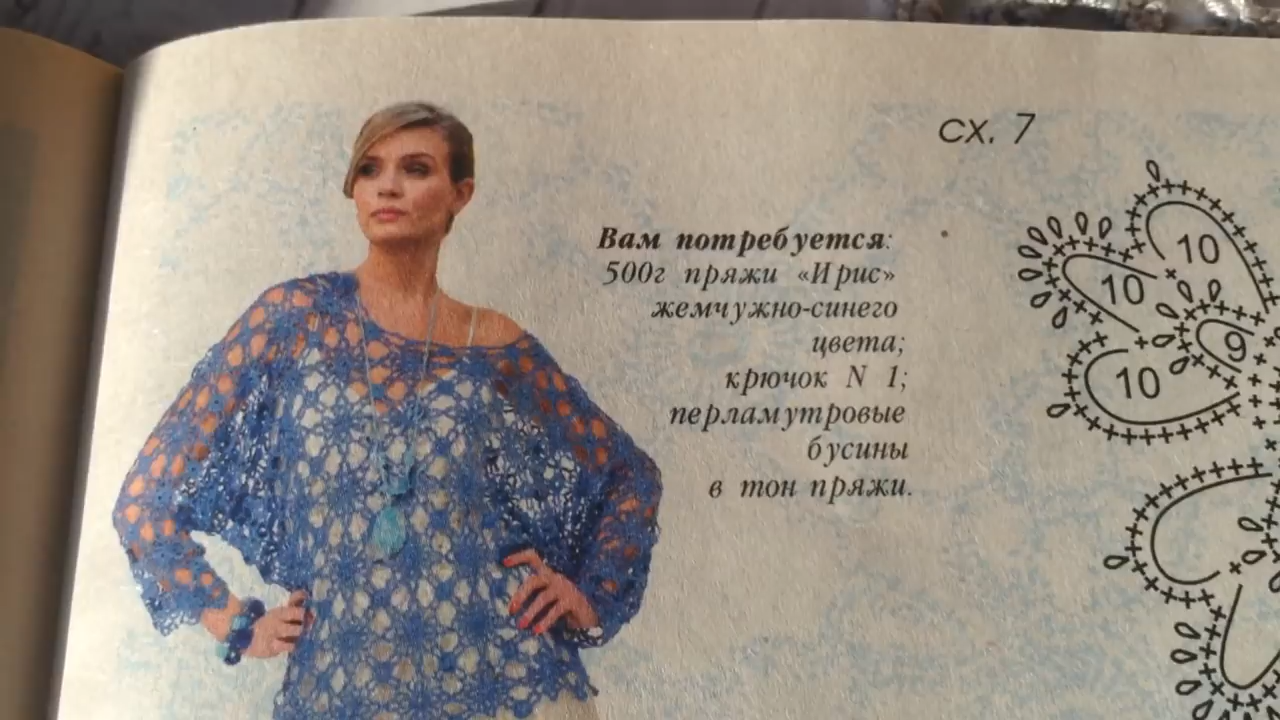 Вам потребуется:
500г пряжи «Ирис»
жемчужно-синего
цвета;
крючок N 1;
перламутровые
бусины
в тон пряжи.
сх. 7
10
10
9
10